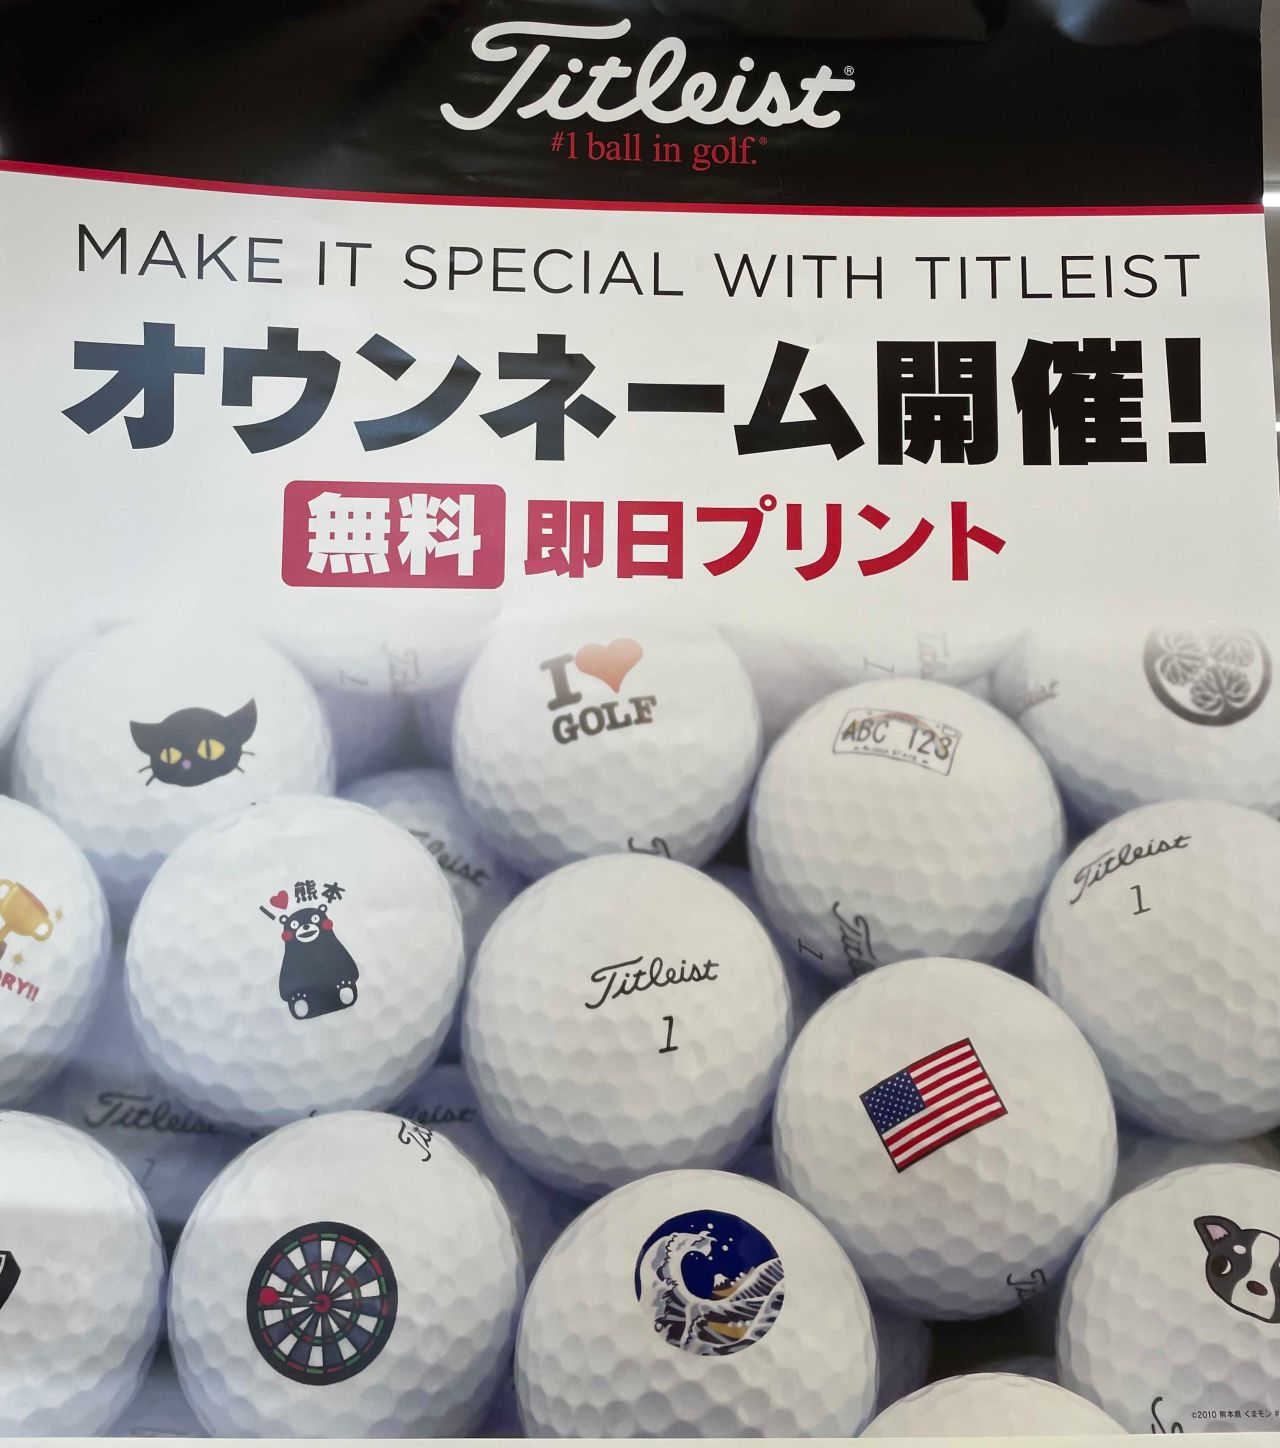 Titleist®
#1 ball in golf.®
MAKE IT SPECIAL WITH TITLEIST
オウンネーム開催!
無料 即日プリント
I GOLF
ABC 123
Titleist
1
I 熊本
Titleist
1
Titleist
Titleist
©2010 熊本県 くまモン #